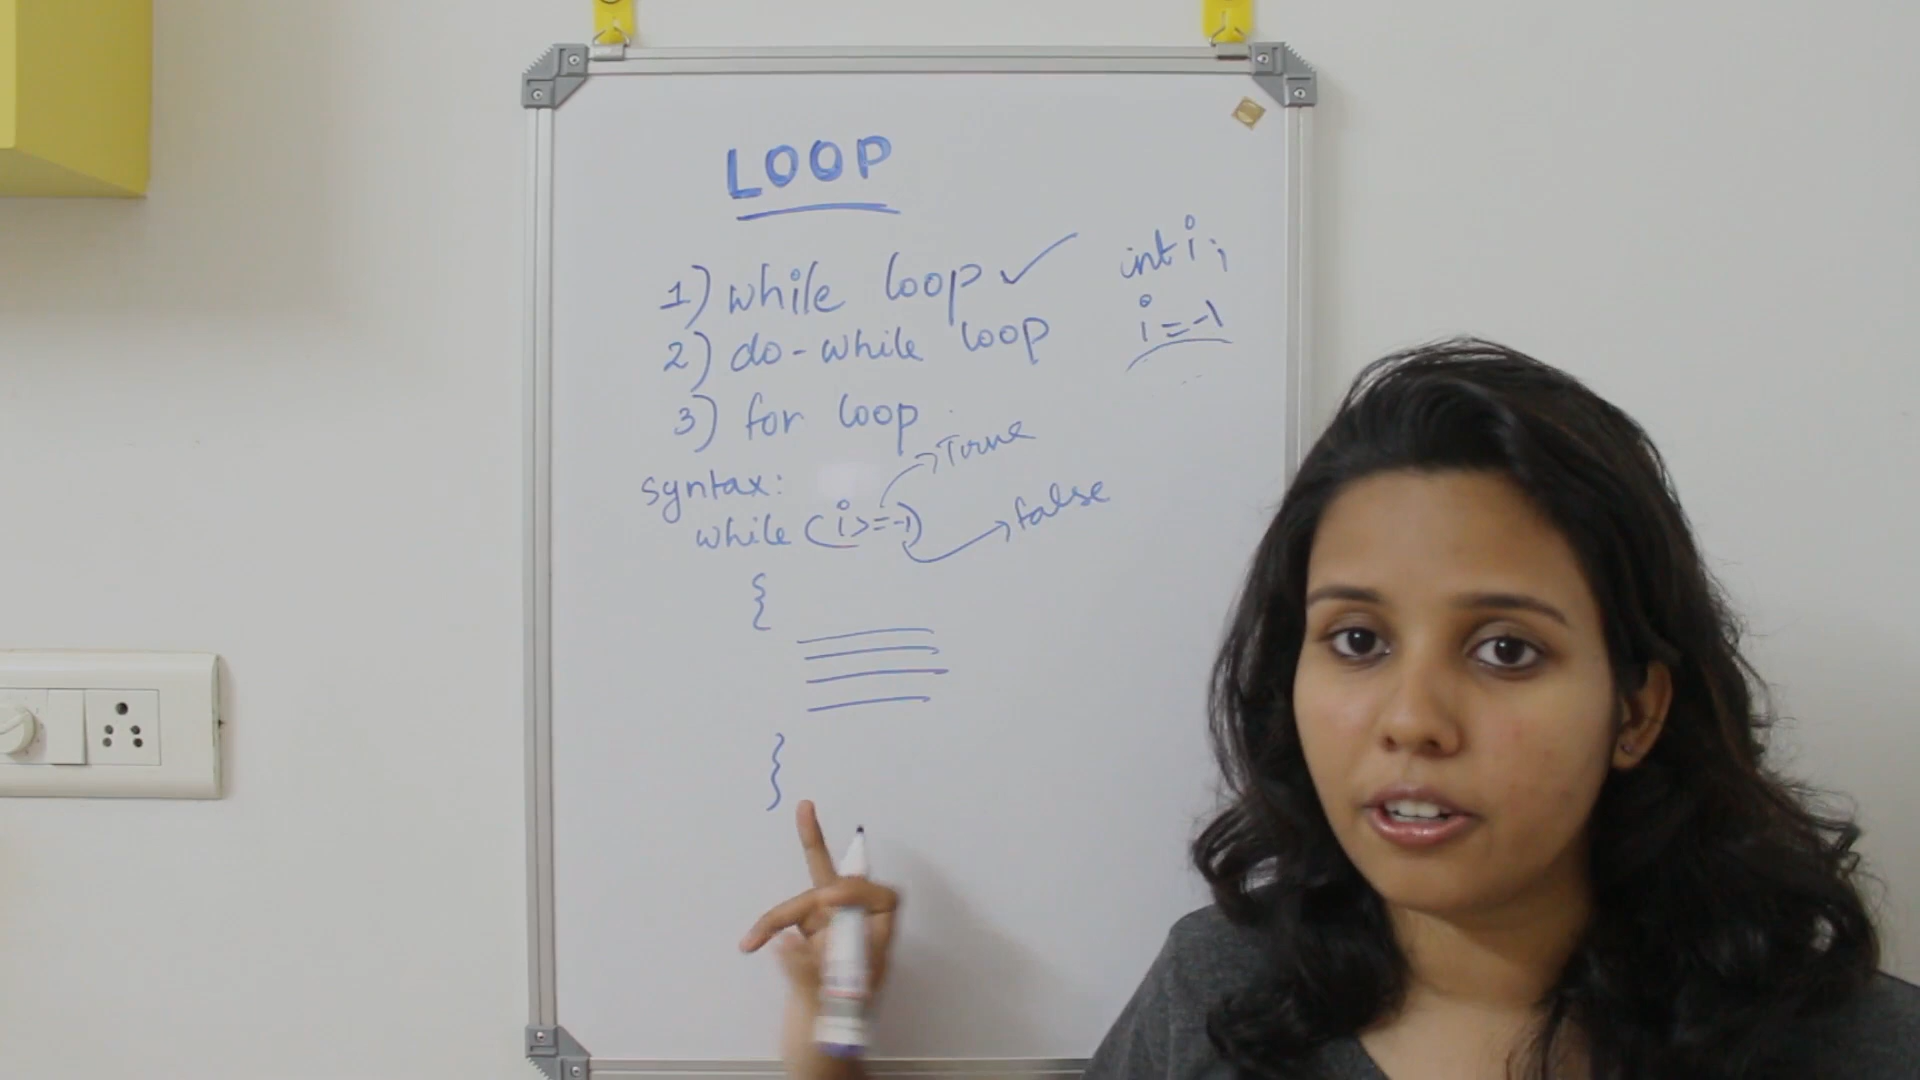 LOOP
1) while loop ✓
2) do-while loop
3) for loop
int i;
i=-1
syntax:
while (i>=-1)
True
false
{
}